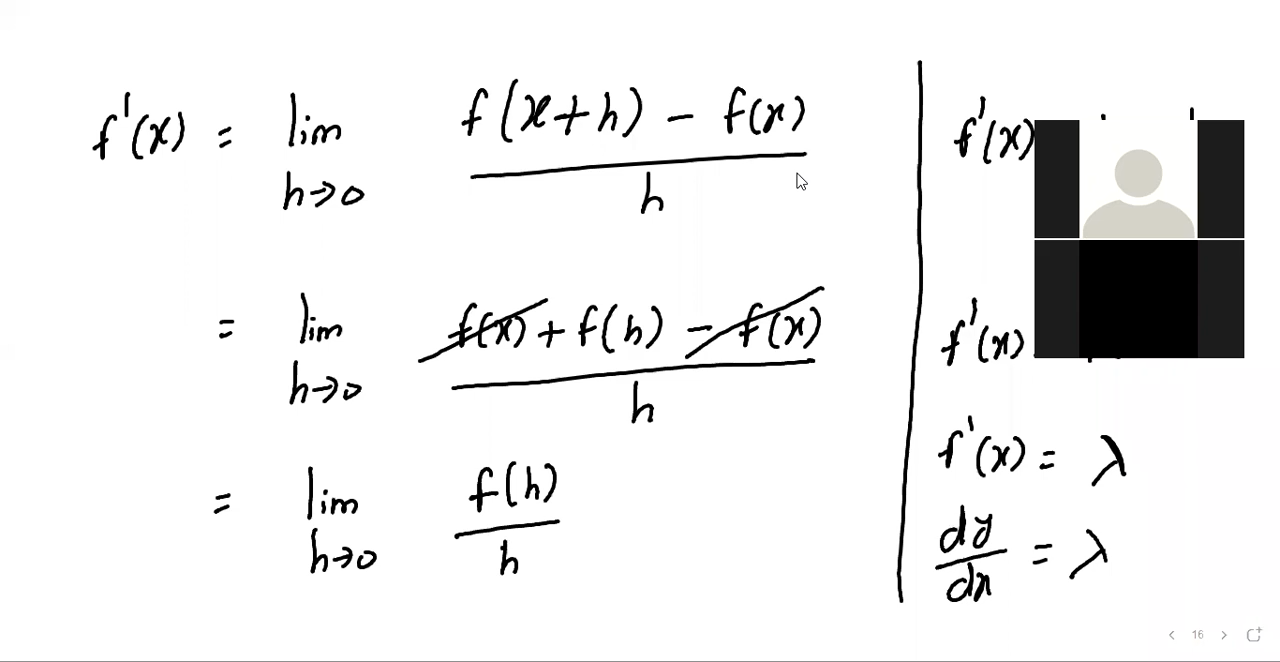 f'(x) = lim h→0 (f(x+h) - f(x))/h
= lim h→0 (f(x) + f(h) - f(x))/h
= lim h→0 f(h)/h
f'(x)
f'(x)
f'(x) = λ
dy/dx = λ
16